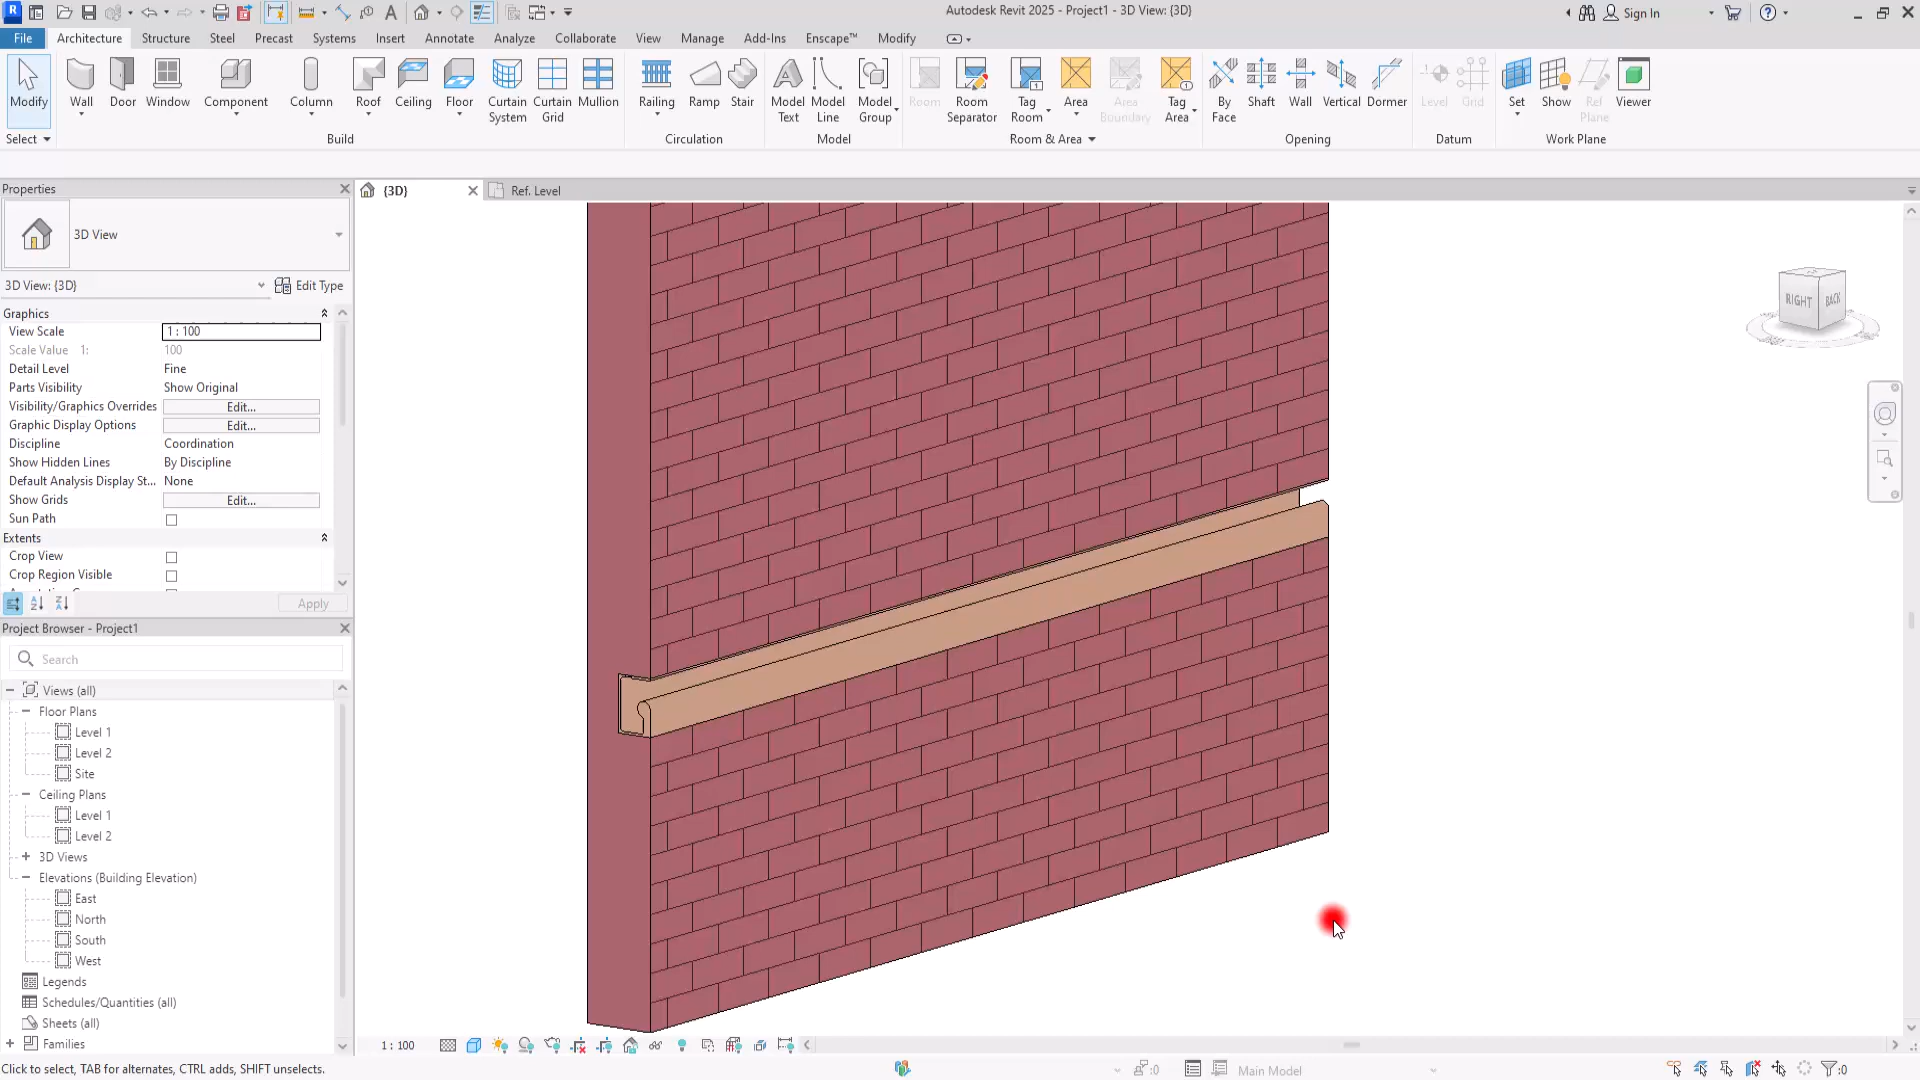 Autodesk Revit 2025 - Project1 - 3D View: {3D}
Sign In
File Architecture Structure Steel Precast Systems Insert Annotate Analyze Collaborate View Manage Add-Ins Enscape™ Modify
Modify Wall Door Window Component Column Roof Ceiling Floor Curtain System Curtain Grid Mullion Railing Ramp Stair Model Text Model Line Model Group Room Room Separator Tag Room Area Area Boundary Tag Area By Face Shaft Wall Vertical Dormer Level Grid Set Show Ref Plane Viewer
Select Build Circulation Model Room & Area Opening Datum Work Plane
Properties
{3D} Ref. Level
3D View
3D View: {3D} Edit Type
Graphics
View Scale 1 : 100
Scale Value 1: 100
Detail Level Fine
Parts Visibility Show Original
Visibility/Graphics Overrides Edit...
Graphic Display Options Edit...
Discipline Coordination
Show Hidden Lines By Discipline
Default Analysis Display St... None
Show Grids Edit...
Sun Path
Extents
Crop View
Crop Region Visible
Apply
RIGHT BACK
Project Browser - Project1
Search
Views (all)
Floor Plans
Level 1
Level 2
Site
Ceiling Plans
Level 1
Level 2
3D Views
Elevations (Building Elevation)
East
North
South
West
Legends
Schedules/Quantities (all)
Sheets (all)
Families
1 : 100
Click to select, TAB for alternates, CTRL adds, SHIFT unselects.
:0
Main Model
:0